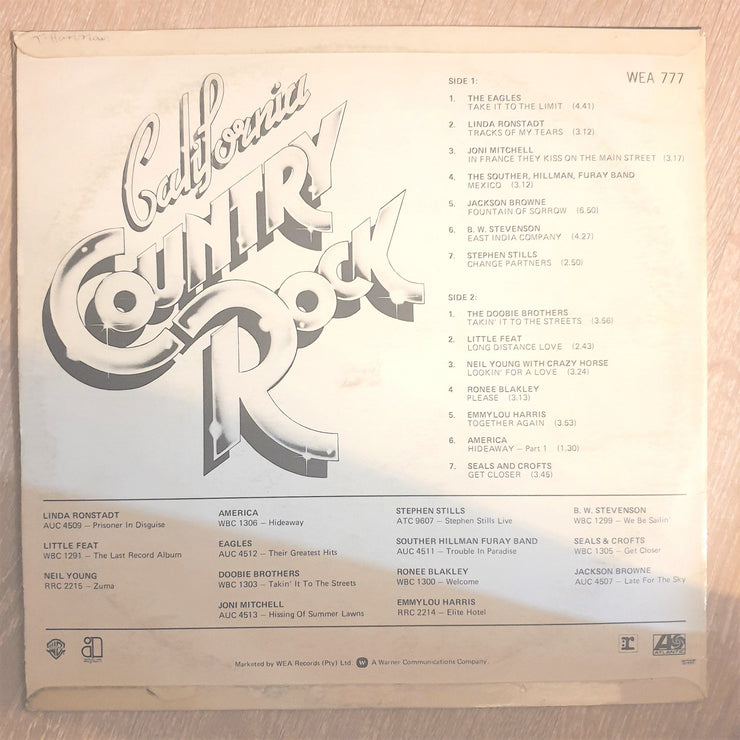 WEA 777
California
COUNTRY
ROCK
SIDE 1:
1. THE EAGLES
TAKE IT TO THE LIMIT (4.41)
2. LINDA RONSTADT
TRACKS OF MY TEARS (3.12)
3. JONI MITCHELL
IN FRANCE THEY KISS ON THE MAIN STREET (3.17)
4. THE SOUTHER, HILLMAN, FURAY BAND
MEXICO (3.12)
5. JACKSON BROWNE
FOUNTAIN OF SORROW (6.50)
6. B. W. STEVENSON
EAST INDIA COMPANY (4.27)
7. STEPHEN STILLS
CHANGE PARTNERS (2.50)
SIDE 2:
1. THE DOOBIE BROTHERS
TAKIN' IT TO THE STREETS (3.56)
2. LITTLE FEAT
LONG DISTANCE LOVE (2.43)
3. NEIL YOUNG WITH CRAZY HORSE
LOOKIN' FOR A LOVE (3.24)
4 RONEE BLAKLEY
PLEASE (3.13)
5. EMMYLOU HARRIS
TOGETHER AGAIN (3.53)
6. AMERICA
HIDEAWAY – Part 1 (1.30)
7. SEALS AND CROFTS
GET CLOSER (3.45)
LINDA RONSTADT
AUC 4509 – Prisoner In Disguise
LITTLE FEAT
WBC 1291 – The Last Record Album
NEIL YOUNG
RRC 2215 – Zuma
AMERICA
WBC 1306 – Hideaway
EAGLES
AUC 4512 – Their Greatest Hits
DOOBIE BROTHERS
WBC 1303 – Takin' It To The Streets
JONI MITCHELL
AUC 4513 – Hissing Of Summer Lawns
STEPHEN STILLS
ATC 9607 – Stephen Stills Live
SOUTHER HILLMAN FURAY BAND
AUC 4511 – Trouble In Paradise
RONEE BLAKLEY
WBC 1300 – Welcome
EMMYLOU HARRIS
RRC 2214 – Elite Hotel
B. W. STEVENSON
WBC 1299 – We Be Sailin'
SEALS & CROFTS
WBC 1305 – Get Closer
JACKSON BROWNE
AUC 4507 – Late For The Sky
asylum
Marketed by WEA Records (Pty) Ltd. A Warner Communications Company.
r
ATLANTIC